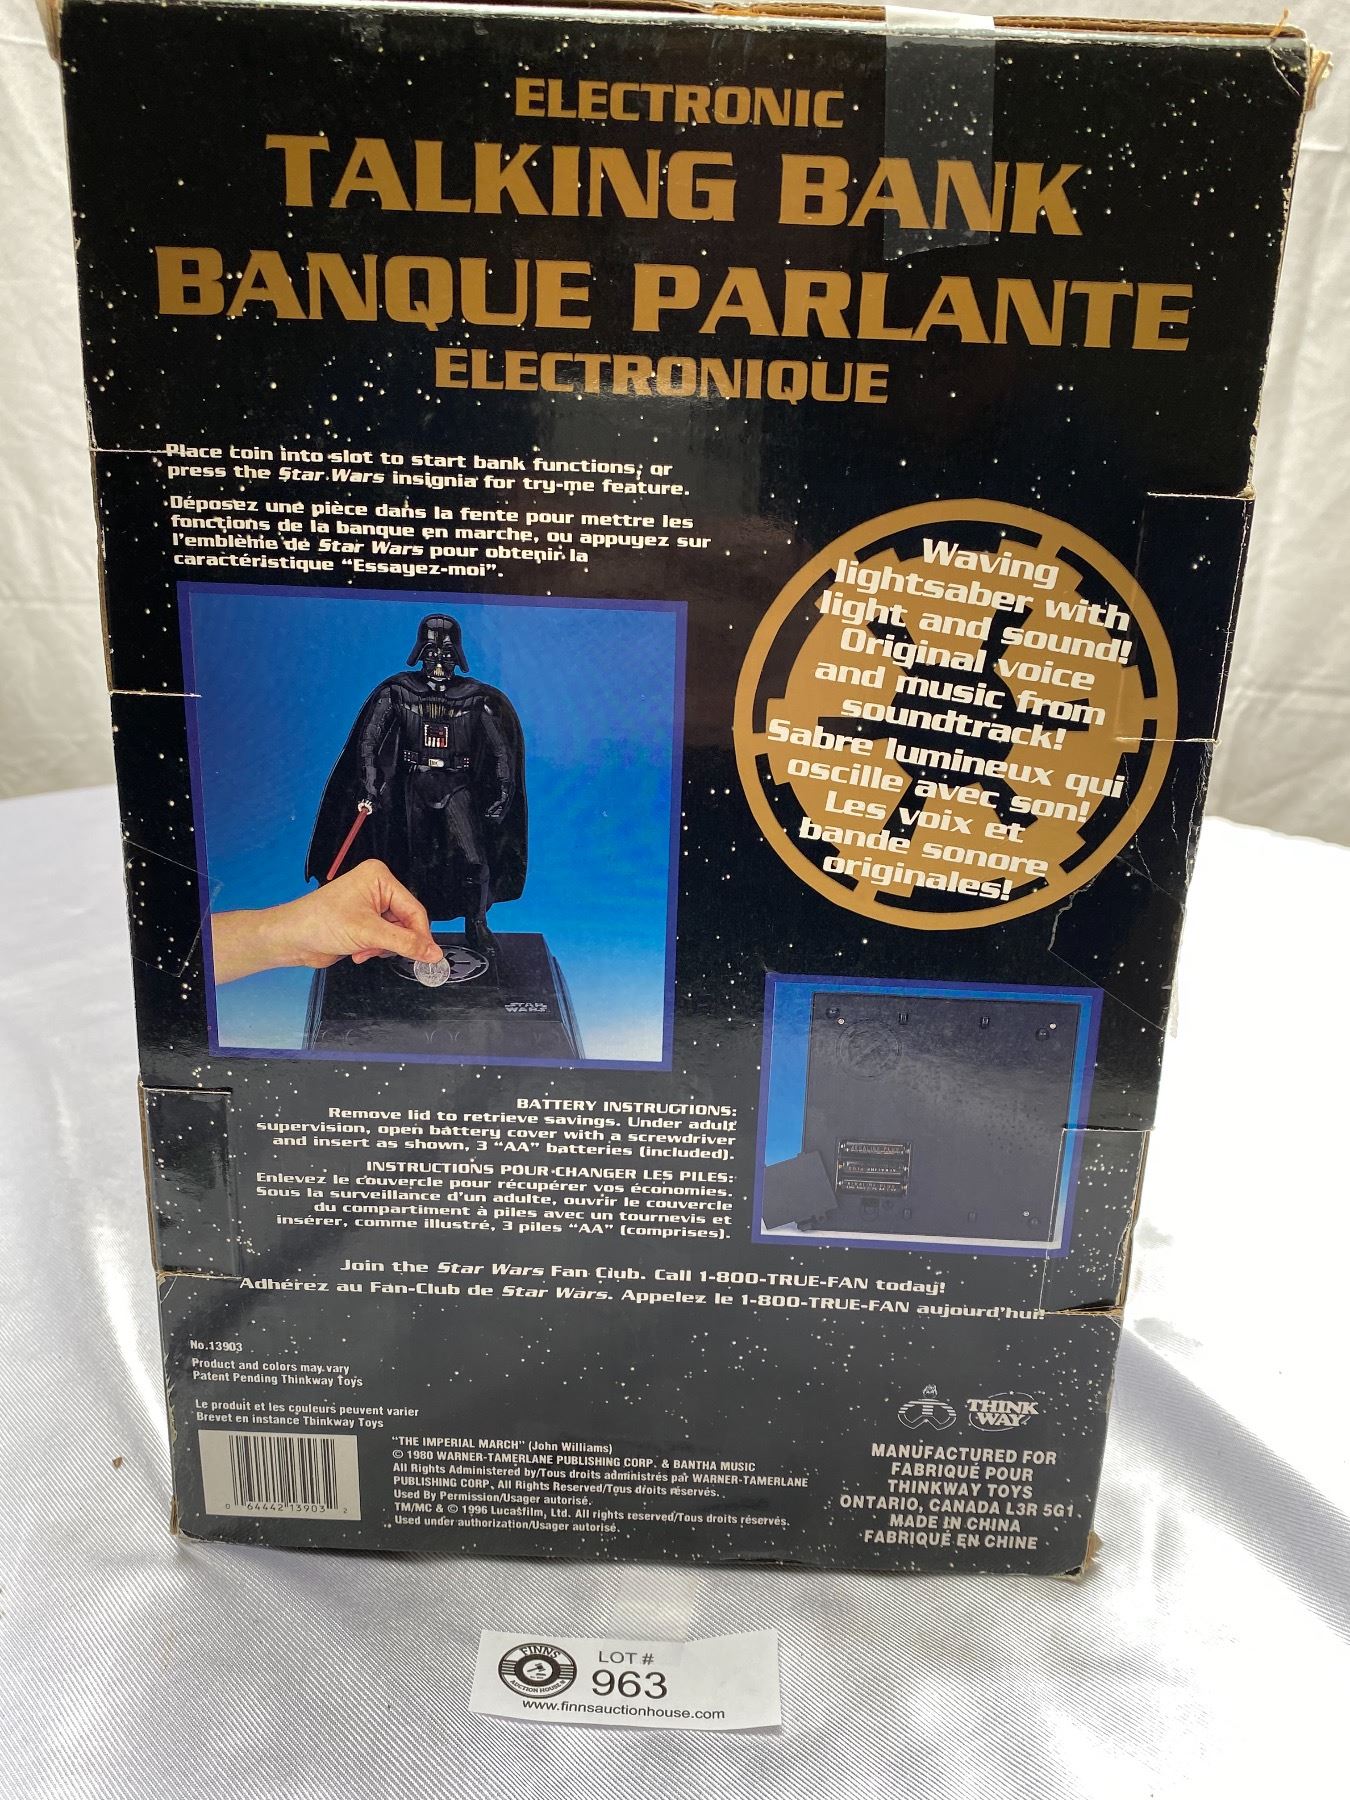 ELECTRONIC
TALKING BANK
BANQUE PARLANTE
ELECTRONIQUE
Place coin into slot to start bank functions, or
press the Star Wars insignia for try-me feature.
Déposez une pièce dans la fente pour mettre les
fonctions de la banque en marche, ou appuyez sur
l'emblème de Star Wars pour obtenir la
caractéristique "Essayez-moi".
Waving
lightsaber with
light and sound!
Original voice
and music from
soundtrack!
Sabre lumineux qui
oscille avec son!
Les voix et
bande sonore
originales!
STAR
WARS
BATTERY INSTRUCTIONS:
Remove lid to retrieve savings. Under adult
supervision, open battery cover with a screwdriver
and insert as shown, 3 "AA" batteries (included).
INSTRUCTIONS POUR CHANGER LES PILES:
Enlevez le couvercle pour récupérer vos économies.
Sous la surveillance d'un adulte, ouvrir le couvercle
du compartiment à piles avec un tournevis et
insérer, comme illustré, 3 piles "AA" (comprises).
Join the Star Wars Fan Club. Call 1-800-TRUE-FAN today!
Adhérez au Fan-Club de Star Wars. Appelez le 1-800-TRUE-FAN aujourd'hui!
No.13903
Product and colors may vary
Patent Pending Thinkway Toys
Le produit et les couleurs peuvent varier
Brevet en instance Thinkway Toys
0 64442 13903 2
"THE IMPERIAL MARCH" (John Williams)
© 1980 WARNER-TAMERLANE PUBLISHING CORP. & BANTHA MUSIC
All Rights Administered by/Tous droits administrés par WARNER-TAMERLANE
PUBLISHING CORP, All Rights Reserved/Tous droits réservés.
Used By Permission/Usager autorisé.
TM/MC & © 1996 Lucasfilm, Ltd. All rights reserved/Tous droits réservés.
Used under authorization/Usager autorisé.
THINK
WAY
MANUFACTURED FOR
FABRIQUÉ POUR
THINKWAY TOYS
ONTARIO, CANADA L3R 5G1
MADE IN CHINA
FABRIQUÉ EN CHINE
FINNS
AUCTION HOUSE
LOT #
963
www.finnsauctionhouse.com